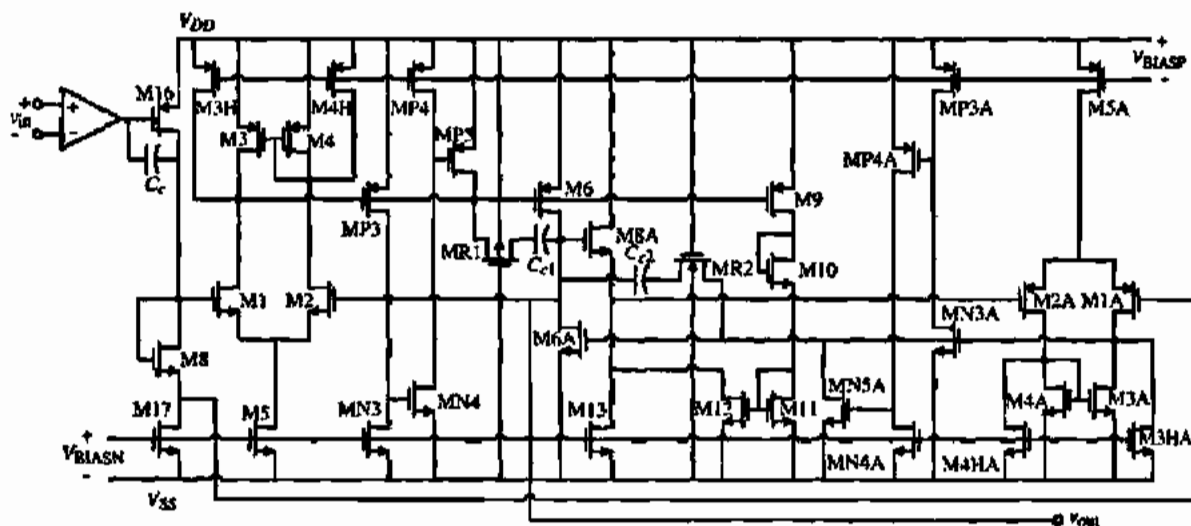 V_DD
+
V_BIASP
-
M16
M3H
M4H
MP4
MP3A
M5A
+
+
v_in
-
-
M3
M4
MP5
MP4A
C_c
M6
M9
MP3
M8A
MR1
C_c1
C_c2
MR2
M10
M1
M2
M2A
M1A
MN3A
M6A
M8
MN5A
M17
M5
MN3
MN4
M13
M12
M11
M4A
M3A
+
V_BIASN
-
MN4A
M4HA
M3HA
V_SS
v_out